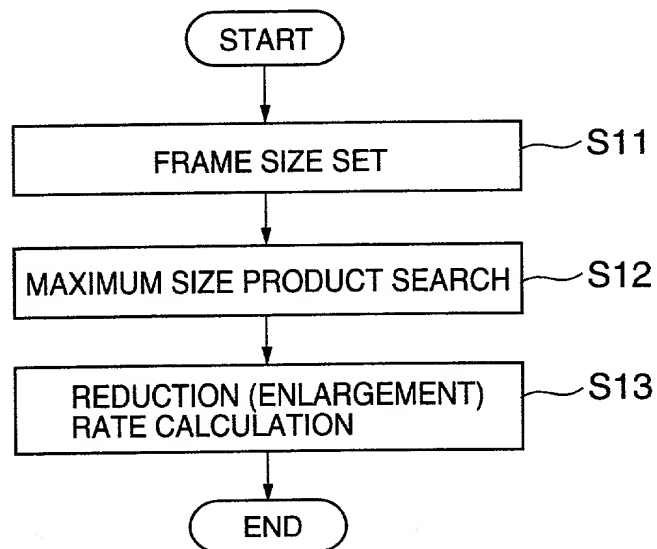 START
FRAME SIZE SET
S11
MAXIMUM SIZE PRODUCT SEARCH
S12
REDUCTION (ENLARGEMENT)
RATE CALCULATION
S13
END